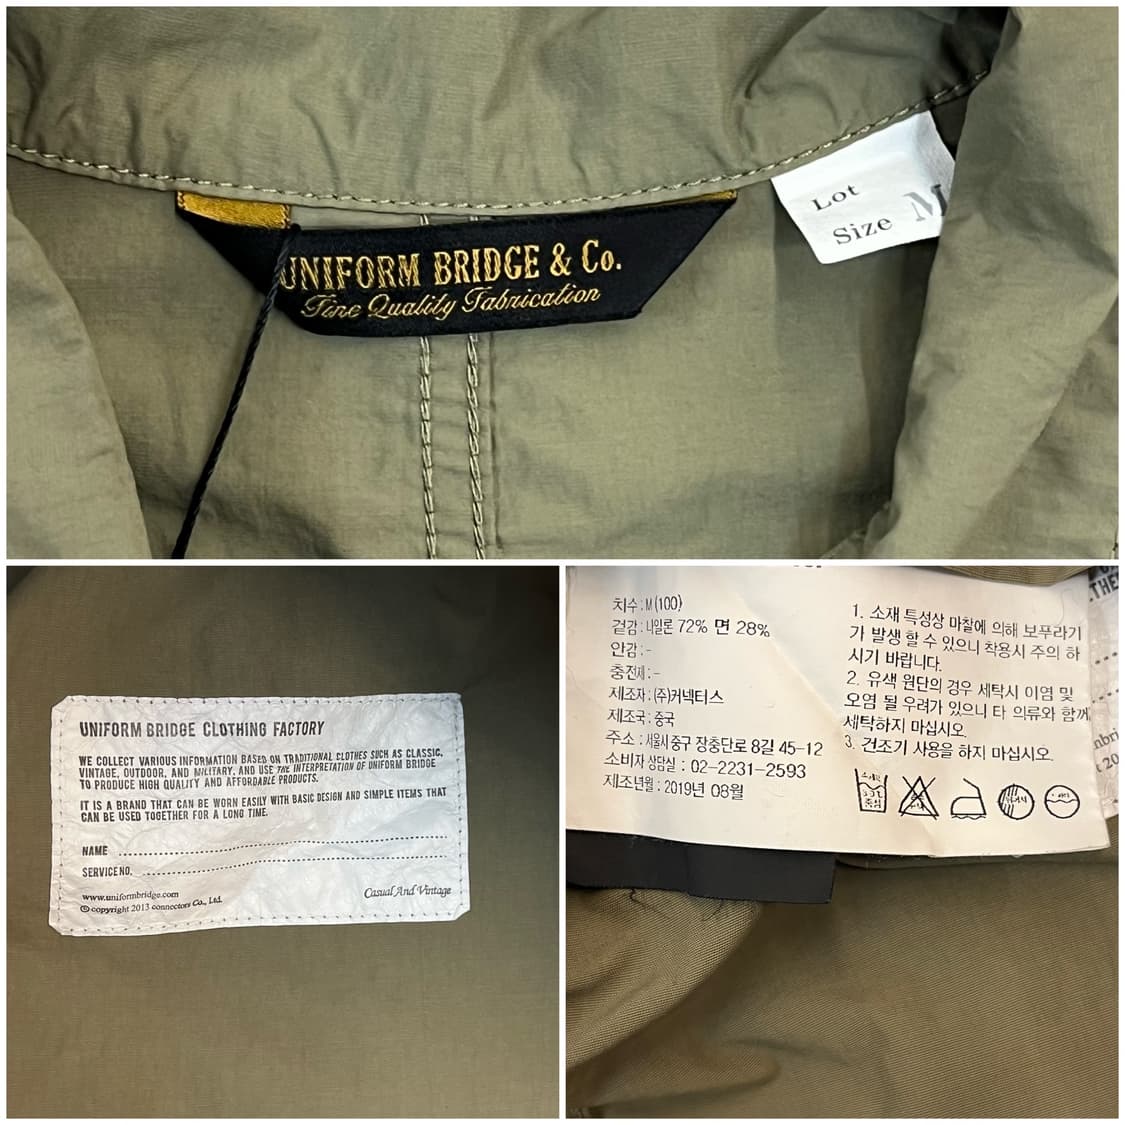 UNIFORM BRIDGE & Co.
Fine Quality Fabrication
Lot
Size M
UNIFORM BRIDGE CLOTHING FACTORY
WE COLLECT VARIOUS INFORMATION BASED ON TRADITIONAL CLOTHES SUCH AS CLASSIC,
VINTAGE, OUTDOOR, AND MILITARY, AND USE THE INTERPRETATION OF UNIFORM BRIDGE
TO PRODUCE HIGH QUALITY AND AFFORDABLE PRODUCTS.
IT IS A BRAND THAT CAN BE WORN EASILY WITH BASIC DESIGN AND SIMPLE ITEMS THAT
CAN BE USED TOGETHER FOR A LONG TIME.
NAME
SERVICE NO.
www.uniformbridge.com
© copyright 2013 connectors Co., Ltd.
Casual And Vintage
치수 : M (100)
겉감 : 나일론 72% 면 28%
안감 : -
충전재 : -
제조자 : (주)커넥터스
제조국 : 중국
주소 : 서울시 중구 장충단로 8길 45-12
소비자 상담실 : 02-2231-2593
제조년월 : 2019년 08월
1. 소재 특성상 마찰에 의해 보푸라기
가 발생 할 수 있으니 착용시 주의 하
시기 바랍니다.
2. 유색 원단의 경우 세탁시 이염 및
오염 될 우려가 있으니 타 의류와 함께
세탁하지 마십시오.
3. 건조기 사용을 하지 마십시오.